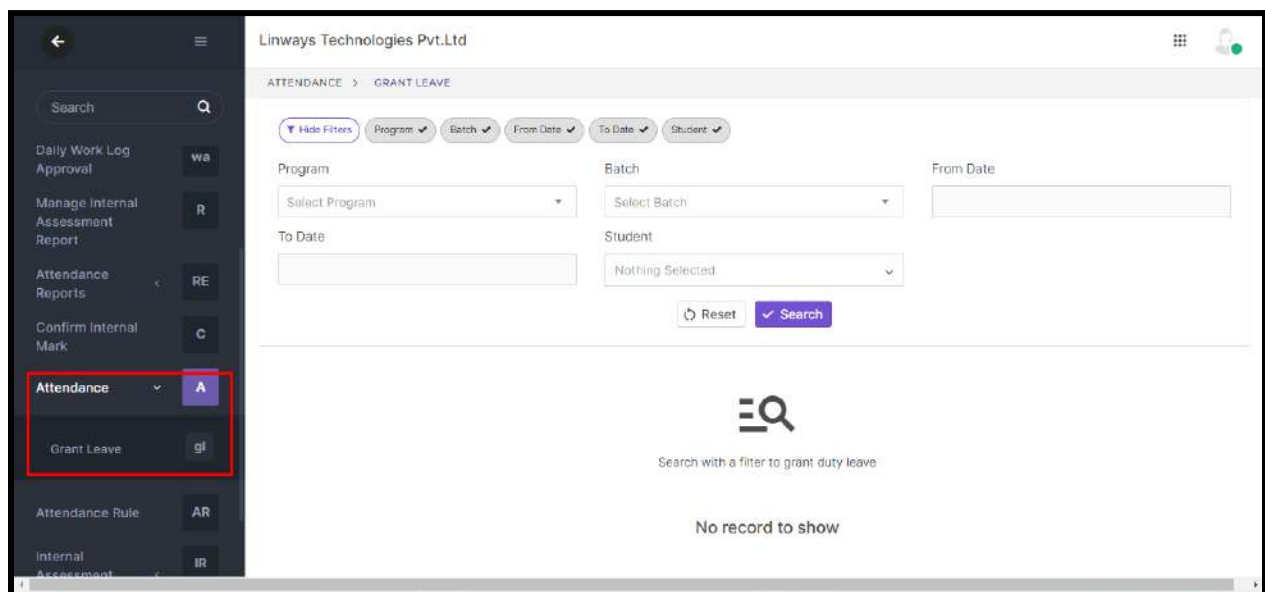 Linways Technologies Pvt.Ltd
ATTENDANCE > GRANT LEAVE
Search
Daily Work Log
Approval
wa
Manage Internal
Assessment
Report
R
Attendance
Reports
RE
Confirm Internal
Mark
C
Attendance
A
Grant Leave
gl
Attendance Rule
AR
Internal
Assessment
IR
Hide Filters Program Batch From Date To Date Student
Program Batch From Date
Select Program Select Batch
To Date Student
Nothing Selected
Reset Search
Search with a filter to grant duty leave
No record to show